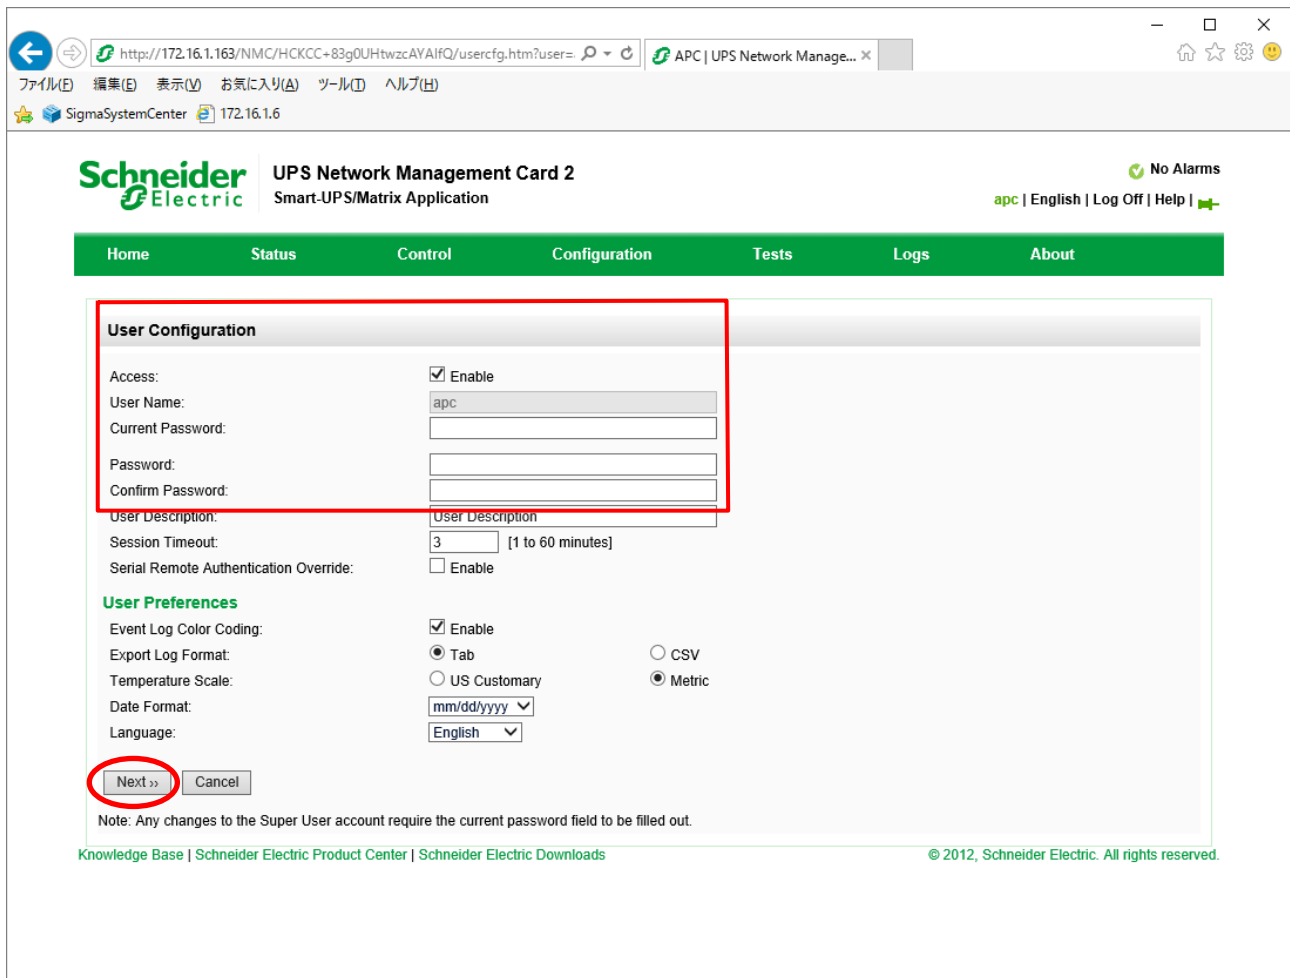 http://172.16.1.163/NMC/HCKCC+83g0UHtwzcAYAIfQ/usercfg.htm?user=
APC | UPS Network Manage...
ファイル(F) 編集(E) 表示(V) お気に入り(A) ツール(T) ヘルプ(H)
SigmaSystemCenter 172.16.1.6
Schneider Electric
UPS Network Management Card 2
Smart-UPS/Matrix Application
No Alarms
apc | English | Log Off | Help |
Home Status Control Configuration Tests Logs About
User Configuration
Access: Enable
User Name: apc
Current Password:
Password:
Confirm Password:
User Description: User Description
Session Timeout: 3 [1 to 60 minutes]
Serial Remote Authentication Override: Enable
User Preferences
Event Log Color Coding: Enable
Export Log Format: Tab CSV
Temperature Scale: US Customary Metric
Date Format: mm/dd/yyyy
Language: English
Next ›› Cancel
Note: Any changes to the Super User account require the current password field to be filled out.
Knowledge Base | Schneider Electric Product Center | Schneider Electric Downloads
© 2012, Schneider Electric. All rights reserved.